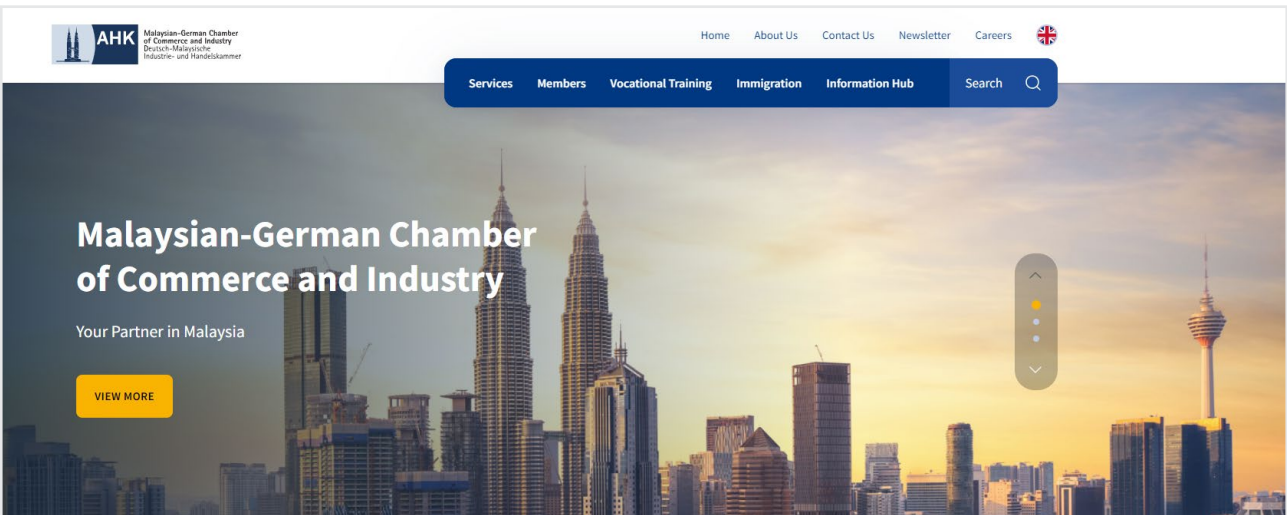 AHK
Malaysian-German Chamber
of Commerce and Industry
Deutsch-Malaysische
Industrie- und Handelskammer
Home About Us Contact Us Newsletter Careers
Services Members Vocational Training Immigration Information Hub Search
Malaysian-German Chamber
of Commerce and Industry
Your Partner in Malaysia
VIEW MORE